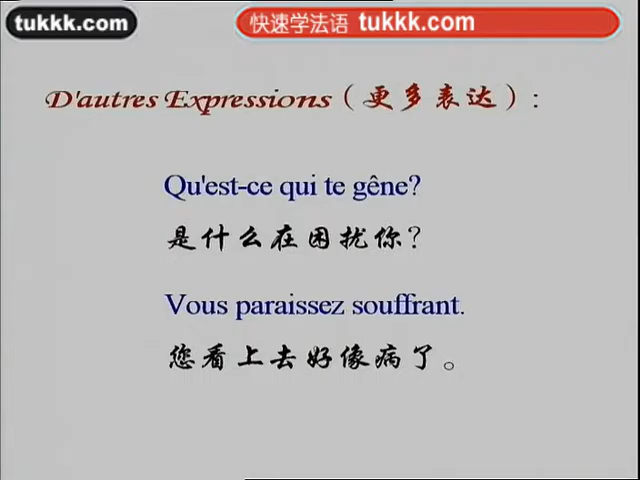 tukkk.com
快速学法语 tukkk.com
D'autres Expressions（更多表达）:
Qu'est-ce qui te gêne?
是什么在困扰你?
Vous paraissez souffrant.
您看上去好像病了。